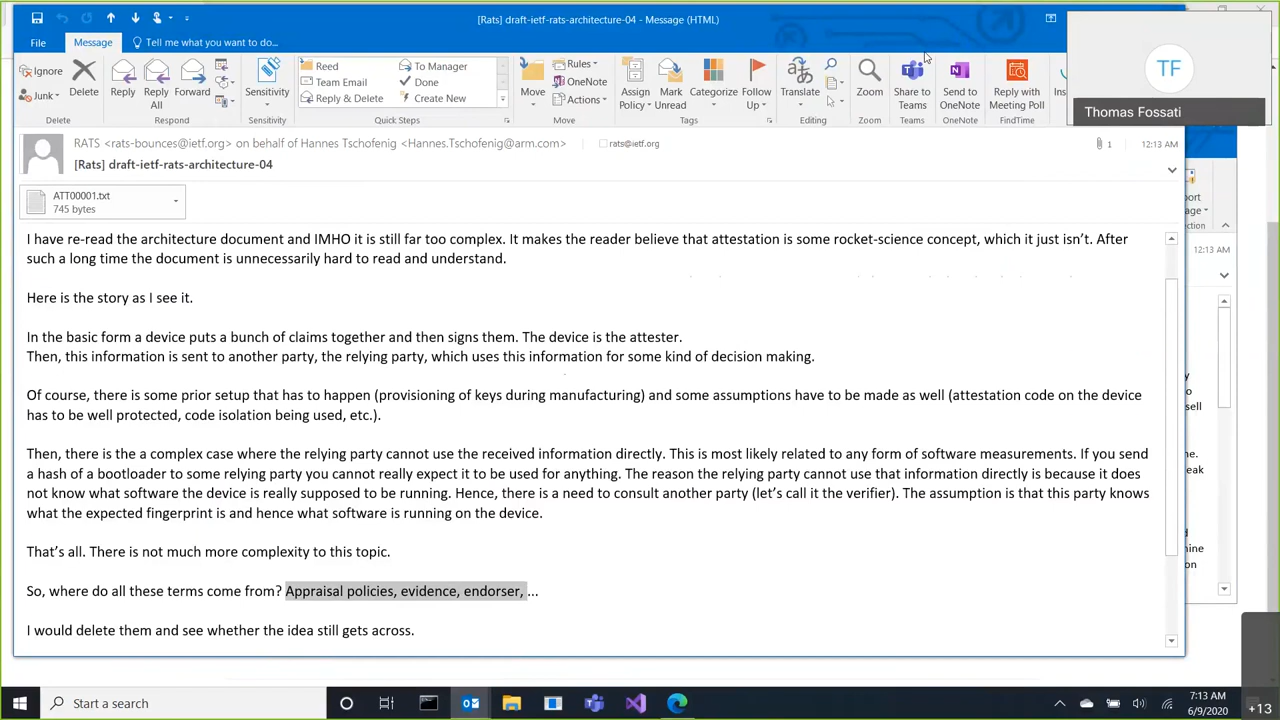 [Rats] draft-ietf-rats-architecture-04 - Message (HTML)
File
Message
Tell me what you want to do...
Ignore
Junk
Delete
Reply
Reply All
Forward
Sensitivity
Reed
To Manager
Team Email
Done
Reply & Delete
Create New
Move
Rules
OneNote
Actions
Assign Policy
Mark Unread
Categorize
Follow Up
Translate
Zoom
Share to Teams
Send to OneNote
Reply with Meeting Poll
Ins
Delete
Respond
Sensitivity
Quick Steps
Move
Tags
Editing
Zoom
Teams
OneNote
FindTime
TF
Thomas Fossati
RATS <rats-bounces@ietf.org> on behalf of Hannes Tschofenig <Hannes.Tschofenig@arm.com>
rats@ietf.org
1
12:13 AM
[Rats] draft-ietf-rats-architecture-04
ATT00001.txt
745 bytes
I have re-read the architecture document and IMHO it is still far too complex. It makes the reader believe that attestation is some rocket-science concept, which it just isn’t. After
such a long time the document is unnecessarily hard to read and understand.
Here is the story as I see it.
In the basic form a device puts a bunch of claims together and then signs them. The device is the attester.
Then, this information is sent to another party, the relying party, which uses this information for some kind of decision making.
Of course, there is some prior setup that has to happen (provisioning of keys during manufacturing) and some assumptions have to be made as well (attestation code on the device
has to be well protected, code isolation being used, etc.).
Then, there is the a complex case where the relying party cannot use the received information directly. This is most likely related to any form of software measurements. If you send
a hash of a bootloader to some relying party you cannot really expect it to be used for anything. The reason the relying party cannot use that information directly is because it does
not know what software the device is really supposed to be running. Hence, there is a need to consult another party (let’s call it the verifier). The assumption is that this party knows
what the expected fingerprint is and hence what software is running on the device.
That’s all. There is not much more complexity to this topic.
So, where do all these terms come from? Appraisal policies, evidence, endorser, ...
I would delete them and see whether the idea still gets across.
12:13 AM
Start a search
7:13 AM
6/9/2020
+13